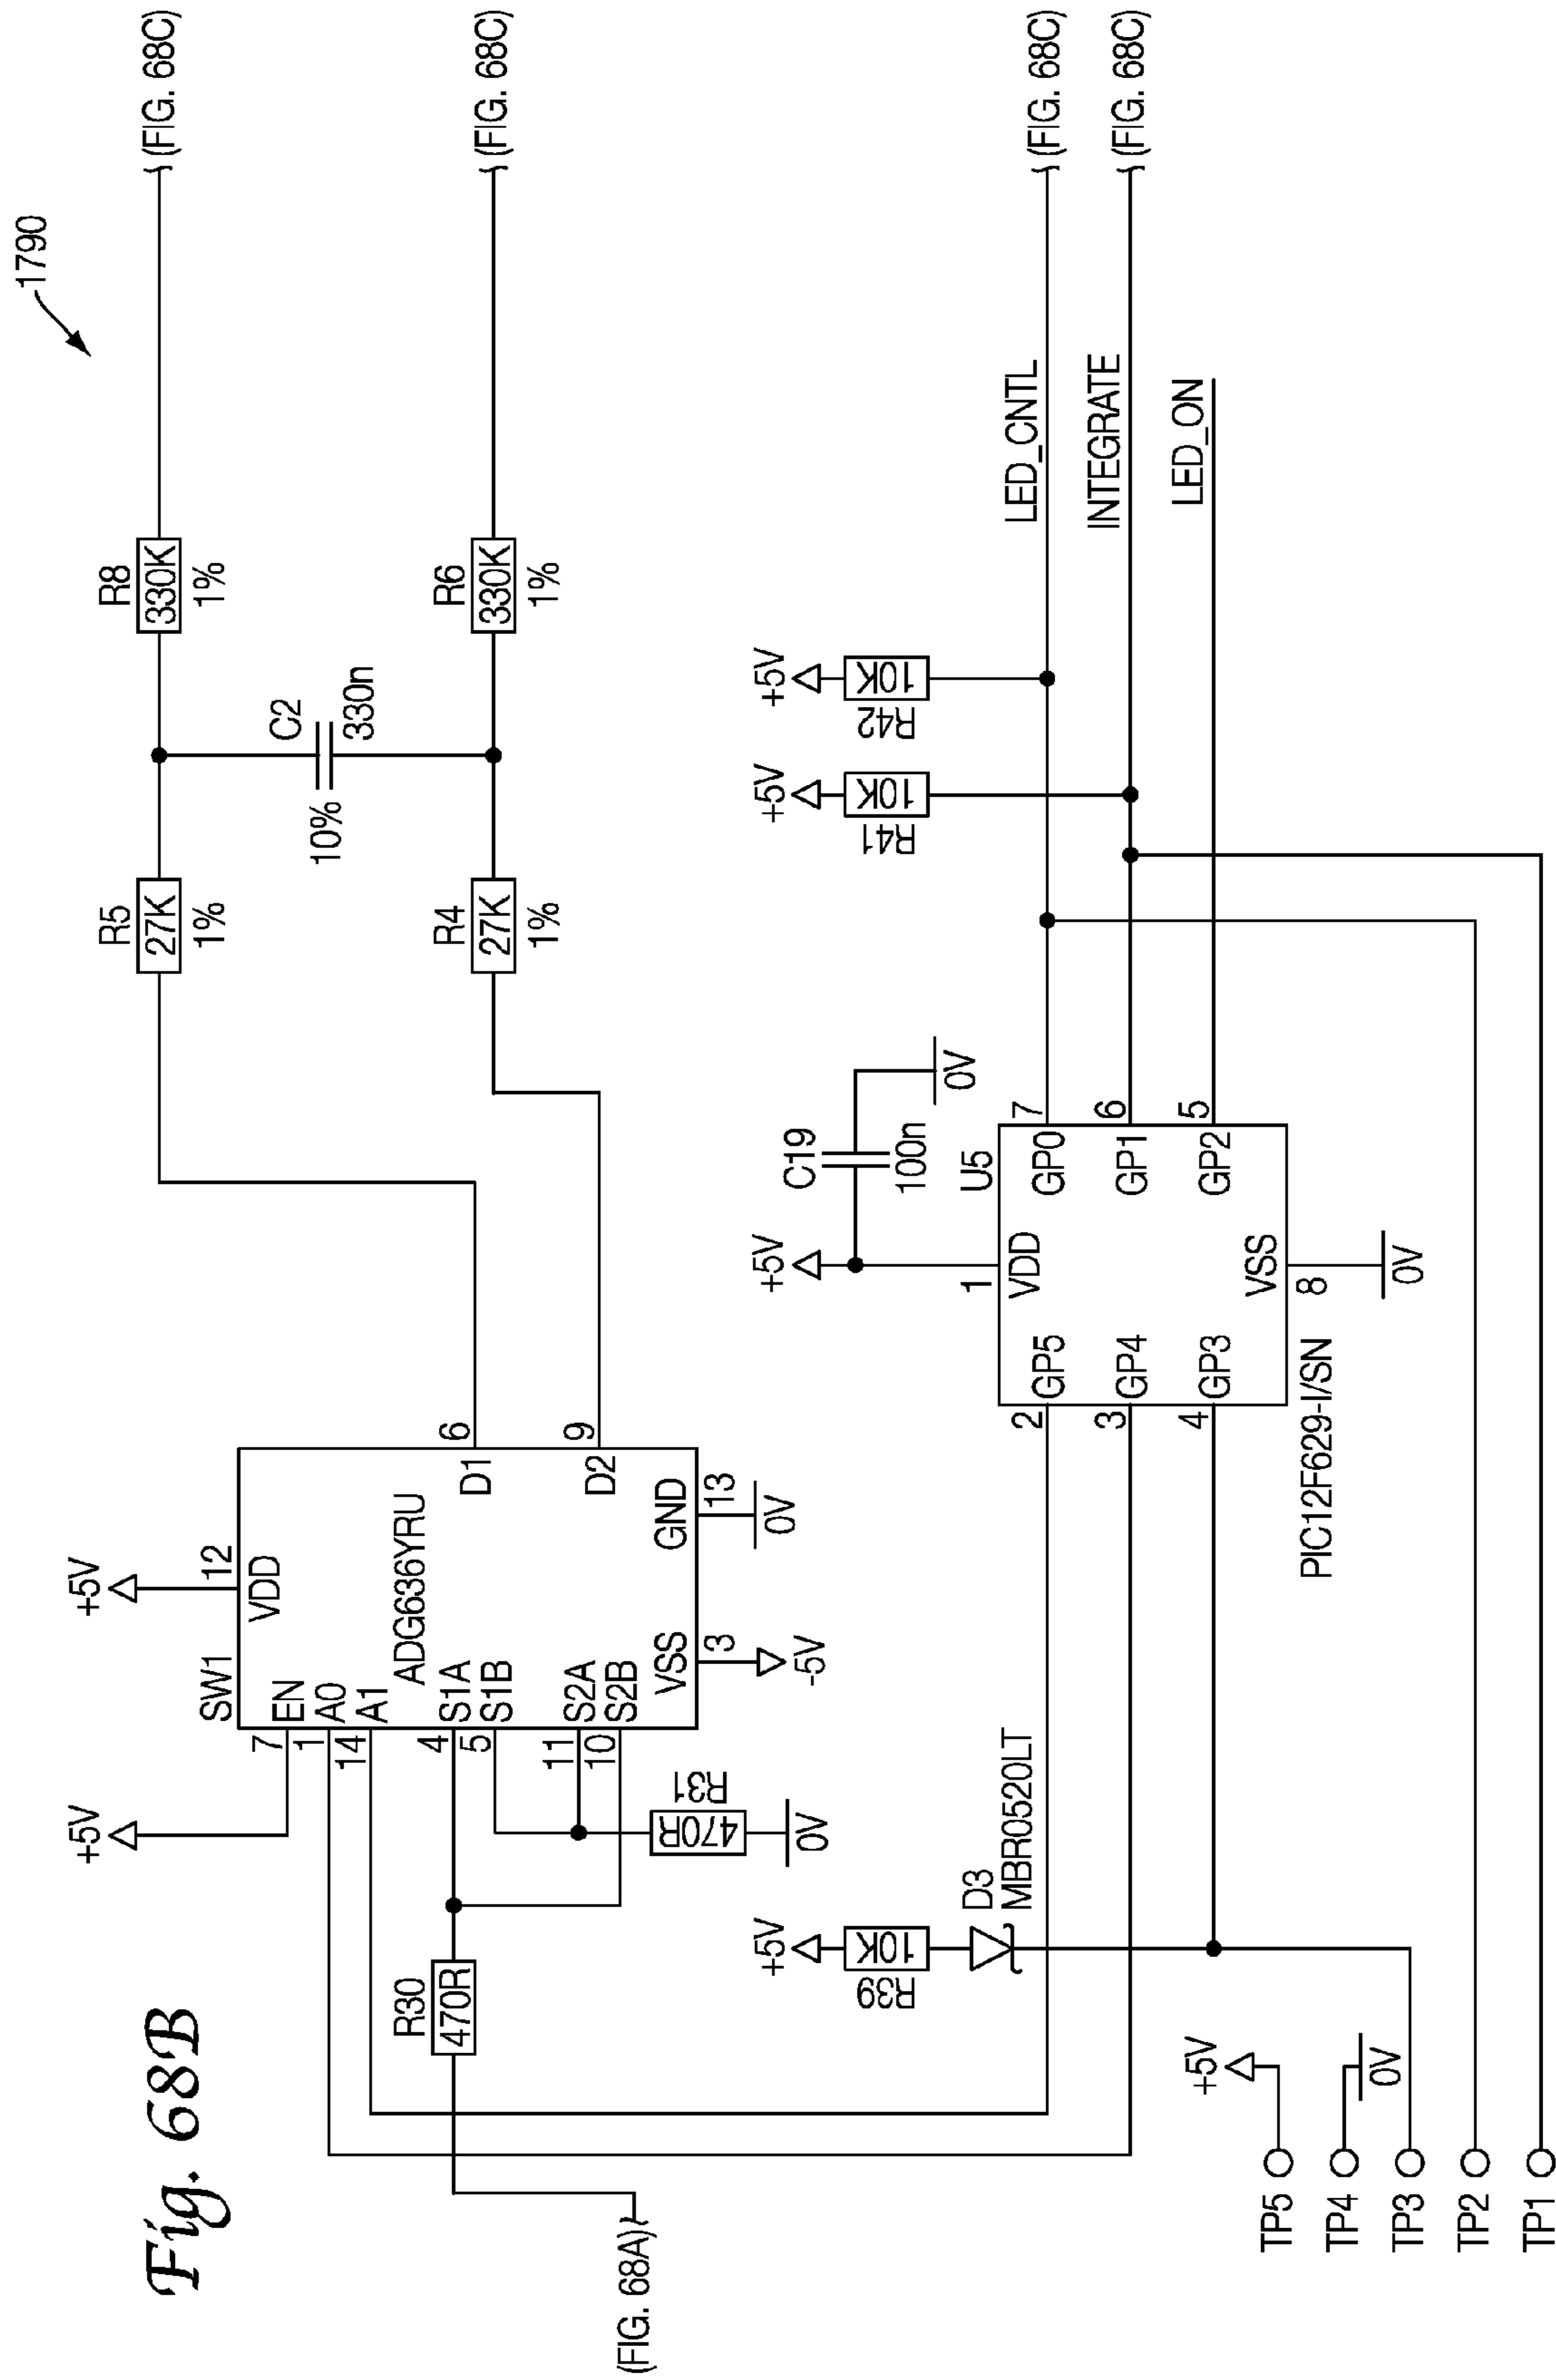 Fig. 68B
1790
(FIG. 68A)
(FIG. 68C)
(FIG. 68C)
(FIG. 68C)
(FIG. 68C)
R30
470R
+5V
+5V
SW1
7
EN
1
A0
14
A1
ADG636YRU
4
S1A
5
S1B
11
S2A
10
S2B
12
VDD
VSS
3
-5V
GND
13
0V
D1
6
D2
9
R31
470R
0V
R5
27K
1%
R4
27K
1%
C2
10%
330n
R8
330K
1%
R6
330K
1%
+5V
R39
10K
D3
MBR0520LT
+5V
C19
100n
0V
U5
1
VDD
2
GP5
3
GP4
4
GP3
GP0
7
GP1
6
GP2
5
VSS
8
0V
PIC12F629-I/SN
+5V
R41
10K
+5V
R42
10K
LED_CNTL
INTEGRATE
LED_ON
+5V
TP5
TP4
0V
TP3
TP2
TP1